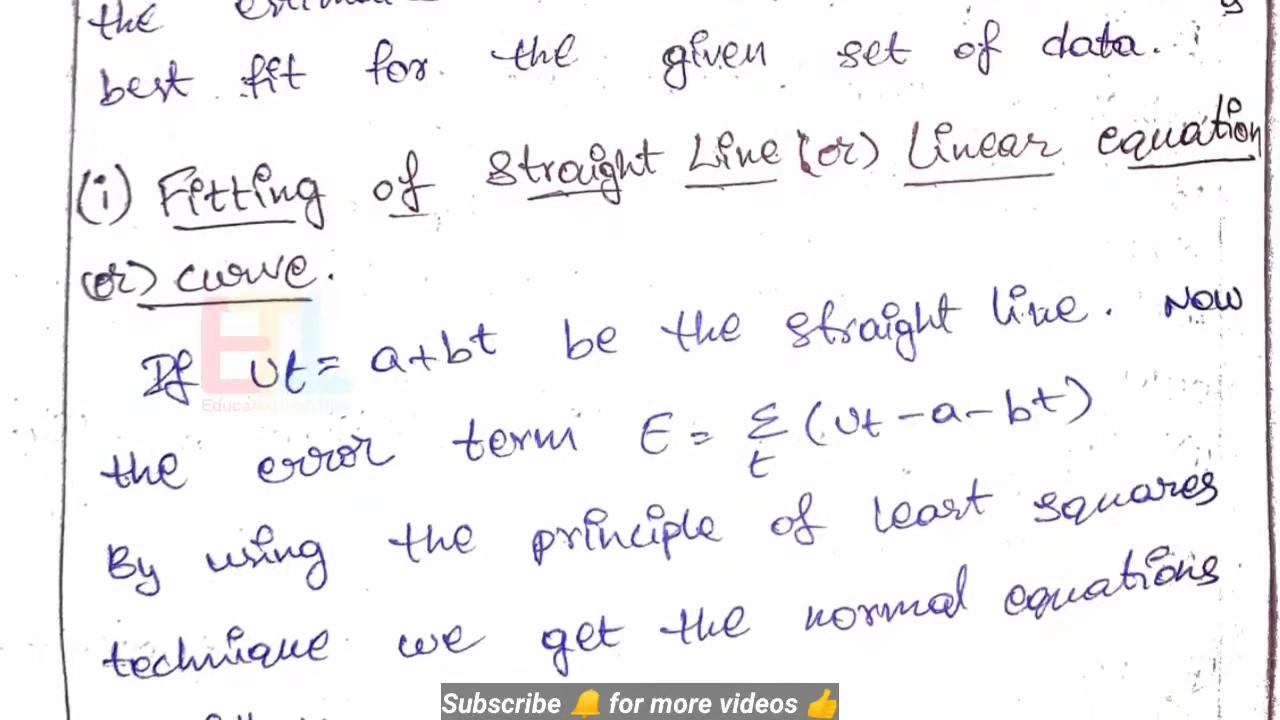 the
best fit for the given set of data.
(i) Fitting of Straight Line (or) Linear equation
(or) curve.
If Ut = a+bt be the straight line. Now
the error term E = Σ (Ut - a - bt)
t
By using the principle of least squares
technique we get the normal equations
Subscribe 🔔 for more videos 👍